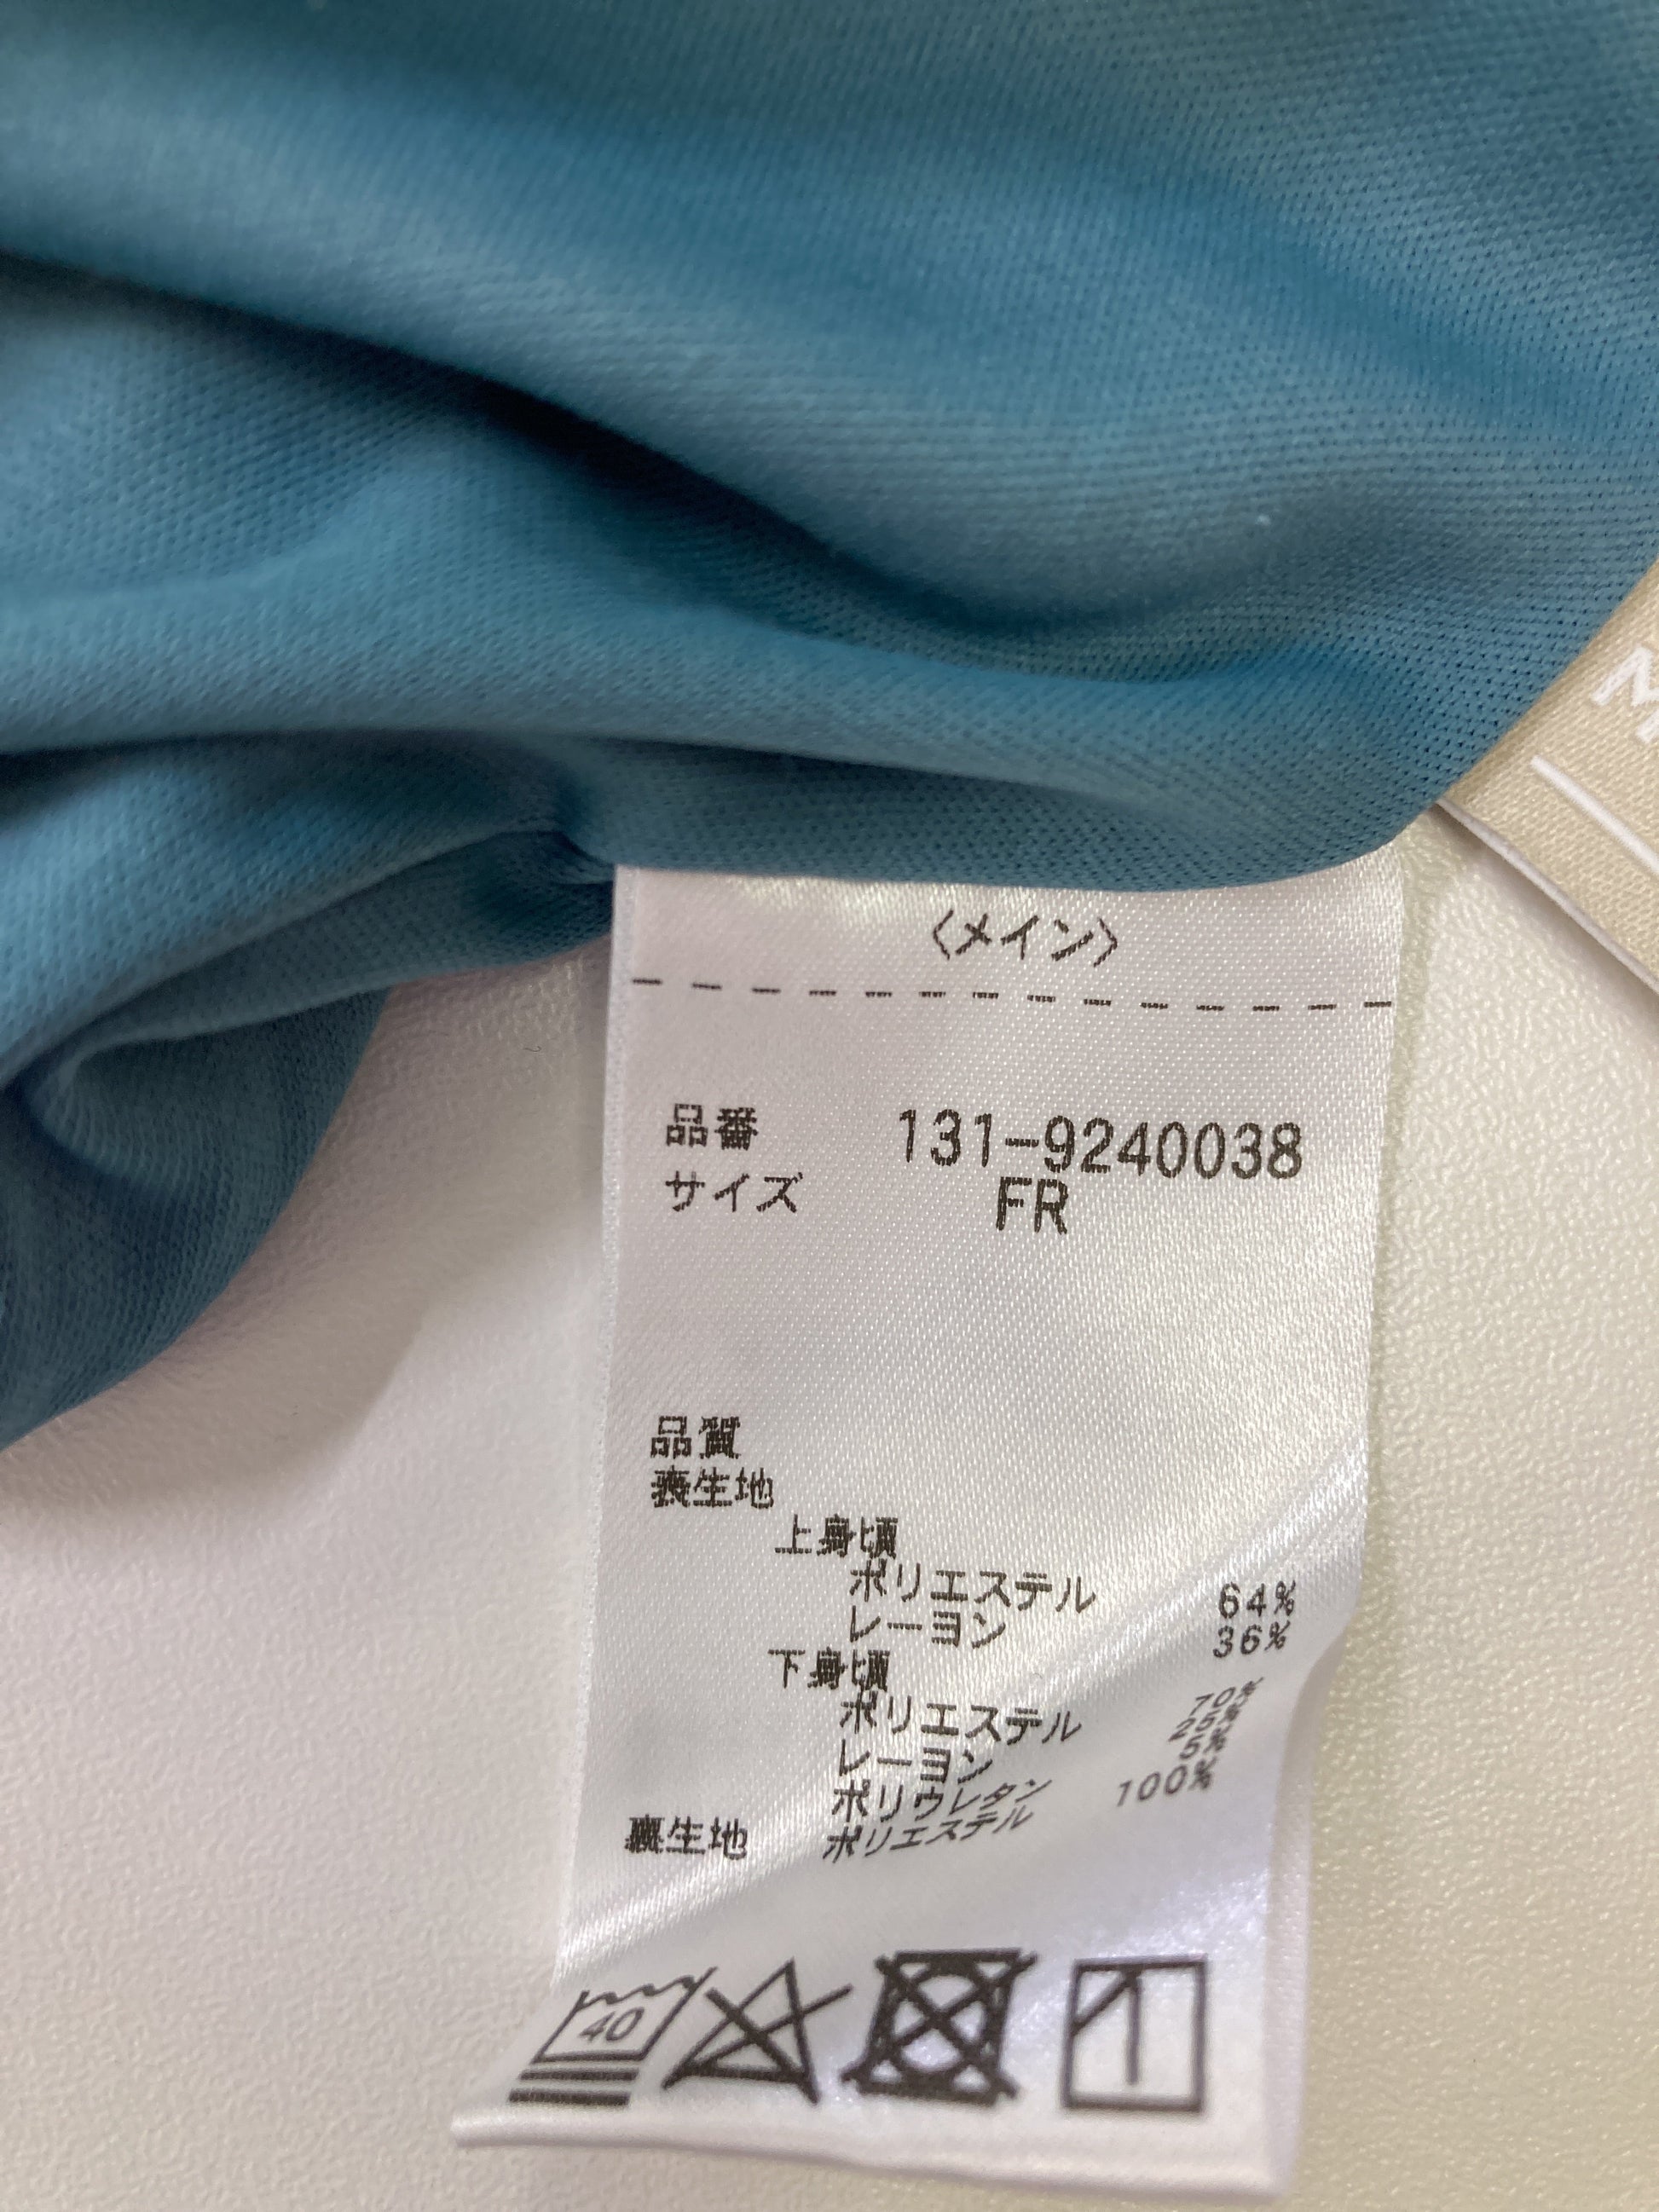 M
〈メイン〉
品番 131-9240038
サイズ FR
品質
表生地
上身頃
ポリエステル 64%
レーヨン 36%
下身頃
ポリエステル 70%
レーヨン 25%
ポリウレタン 5%
裏生地 ポリエステル 100%
40